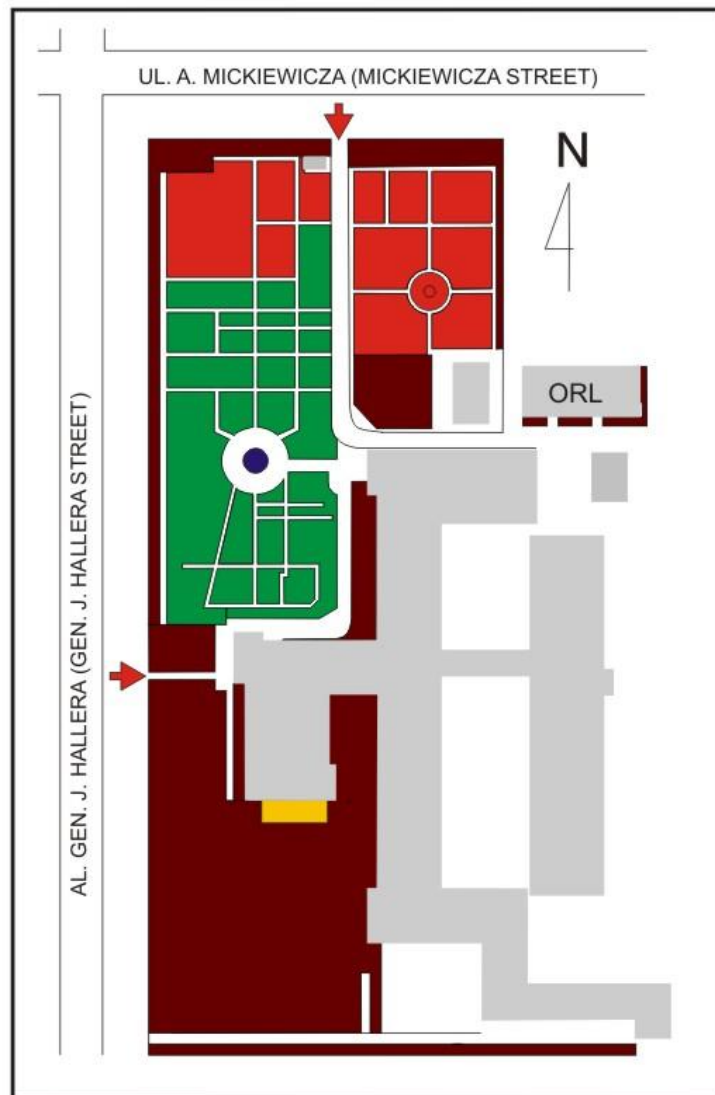 UL. A. MICKIEWICZA (MICKIEWICZA STREET)
N
ORL
AL. GEN. J. HALLERA (GEN. J. HALLERA STREET)